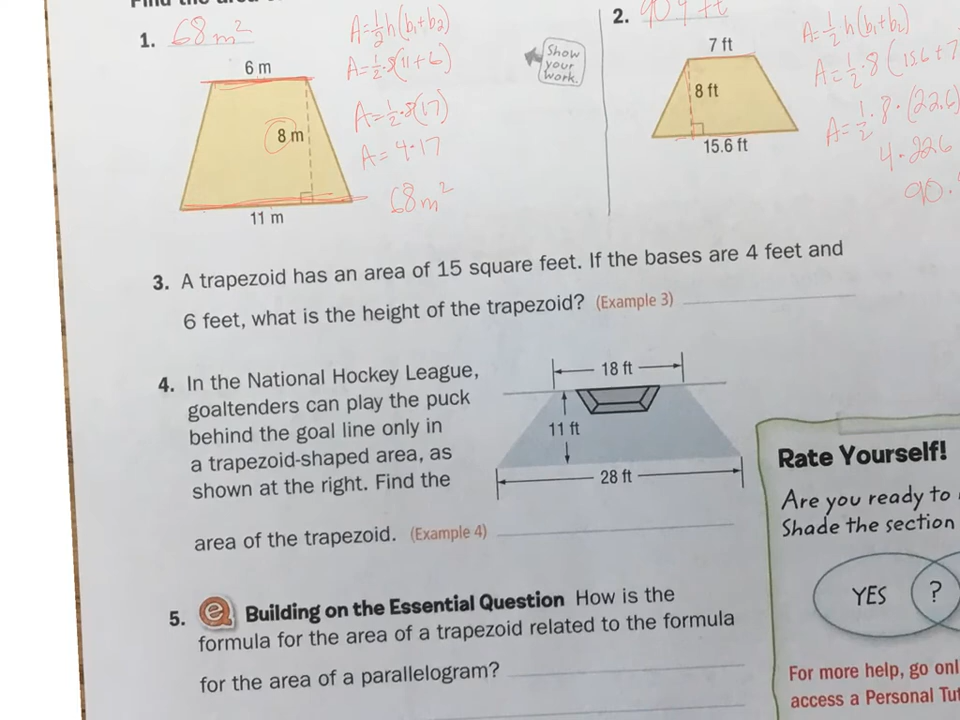 1. 68 m²
A=½h(b₁+b₂)
A=½·8(11+6)
A=½·8(17)
A= 4·17
68 m²
6 m
8 m
11 m
Show
your
work.
2.
A=½h(b₁+b₂)
A=½·8(15.6+7
A=½·8·(22.6)
4·22.6
90.
7 ft
8 ft
15.6 ft
3. A trapezoid has an area of 15 square feet. If the bases are 4 feet and
6 feet, what is the height of the trapezoid? (Example 3)
4. In the National Hockey League,
goaltenders can play the puck
behind the goal line only in
a trapezoid-shaped area, as
shown at the right. Find the
area of the trapezoid. (Example 4)
18 ft
11 ft
28 ft
5. e Building on the Essential Question How is the
formula for the area of a trapezoid related to the formula
for the area of a parallelogram?
Rate Yourself!
Are you ready to
Shade the section
YES
?
For more help, go onl
access a Personal Tut